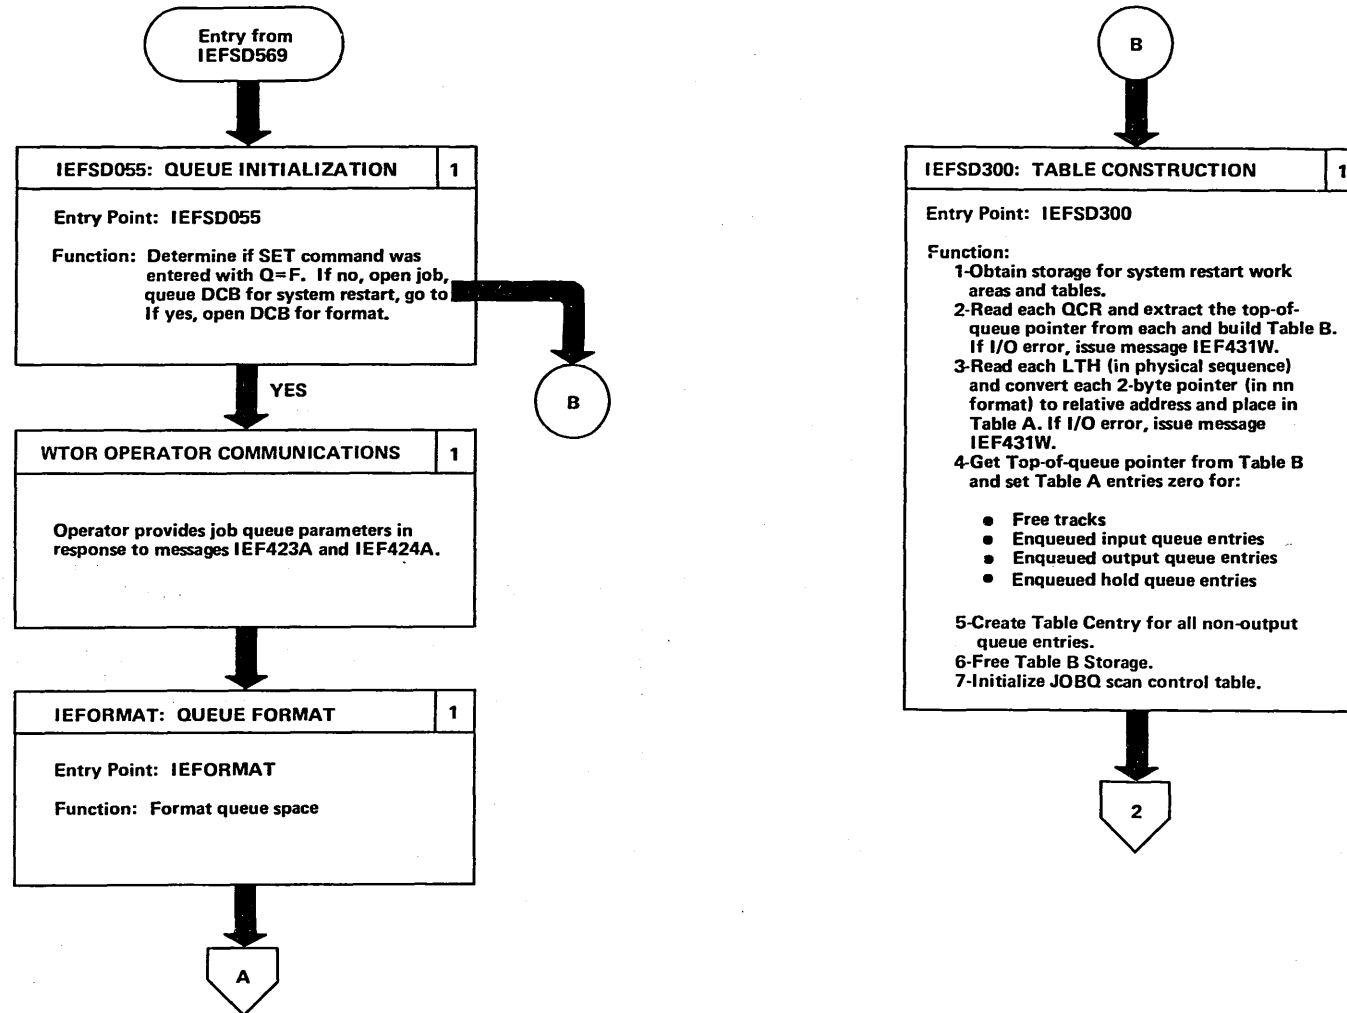 Entry from
IEFSD569
IEFSD055: QUEUE INITIALIZATION 1
Entry Point: IEFSD055
Function: Determine if SET command was
entered with Q=F. If no, open job,
queue DCB for system restart, go to
If yes, open DCB for format.
YES
B
WTOR OPERATOR COMMUNICATIONS 1
Operator provides job queue parameters in
response to messages IEF423A and IEF424A.
IEFORMAT: QUEUE FORMAT 1
Entry Point: IEFORMAT
Function: Format queue space
A
B
IEFSD300: TABLE CONSTRUCTION 1
Entry Point: IEFSD300
Function:
1-Obtain storage for system restart work
areas and tables.
2-Read each QCR and extract the top-of-
queue pointer from each and build Table B.
If I/O error, issue message IEF431W.
3-Read each LTH (in physical sequence)
and convert each 2-byte pointer (in nn
format) to relative address and place in
Table A. If I/O error, issue message
IEF431W.
4-Get Top-of-queue pointer from Table B
and set Table A entries zero for:
● Free tracks
● Enqueued input queue entries
● Enqueued output queue entries
● Enqueued hold queue entries
5-Create Table Centry for all non-output
queue entries.
6-Free Table B Storage.
7-Initialize JOBQ scan control table.
2